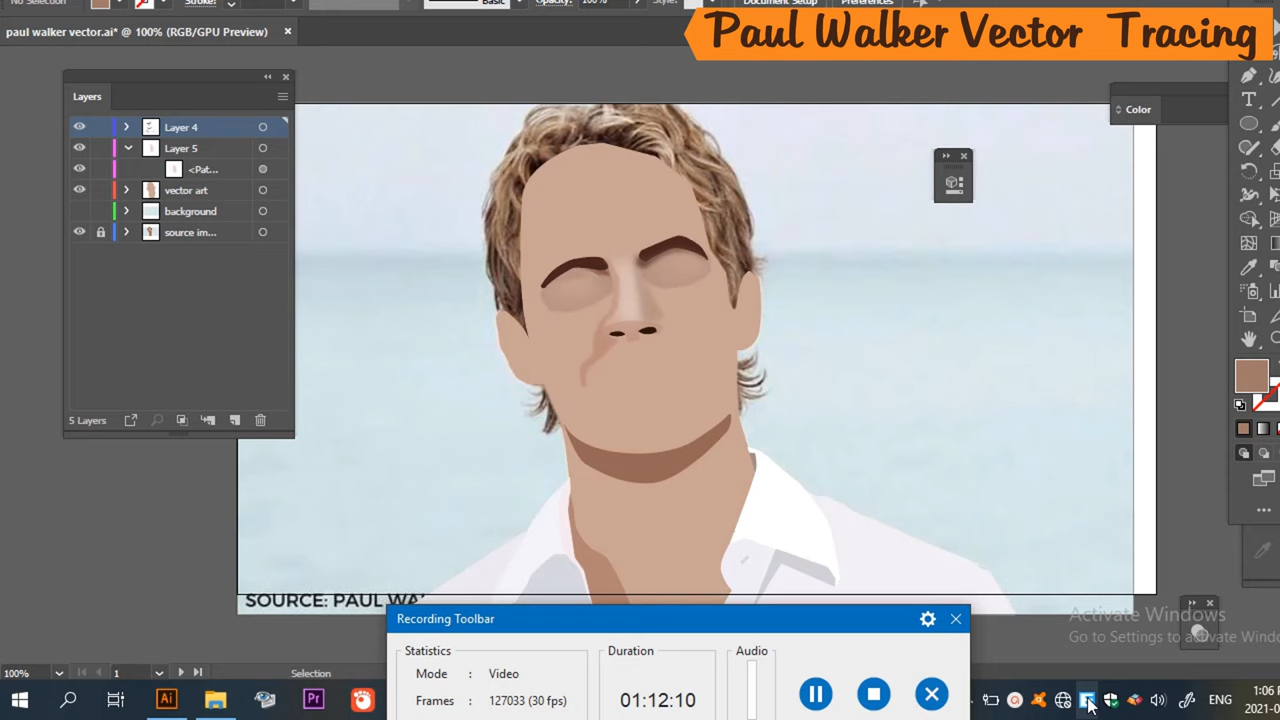 No Selection
Stroke:
Basic
Opacity: 100%
Style:
Document Setup
Preferences
Paul Walker Vector Tracing
paul walker vector.ai* @ 100% (RGB/GPU Preview)
Layers
Layer 4
Layer 5
<Pat...
vector art
background
source im...
5 Layers
Color
SOURCE: PAUL WA
Recording Toolbar
Statistics
Mode : Video
Frames : 127033 (30 fps)
Duration
01:12:10
Audio
Activate Windows
Go to Settings to activate Windo
100%
1
Selection
Ai
Pr
ENG
1:06 P
2021-0